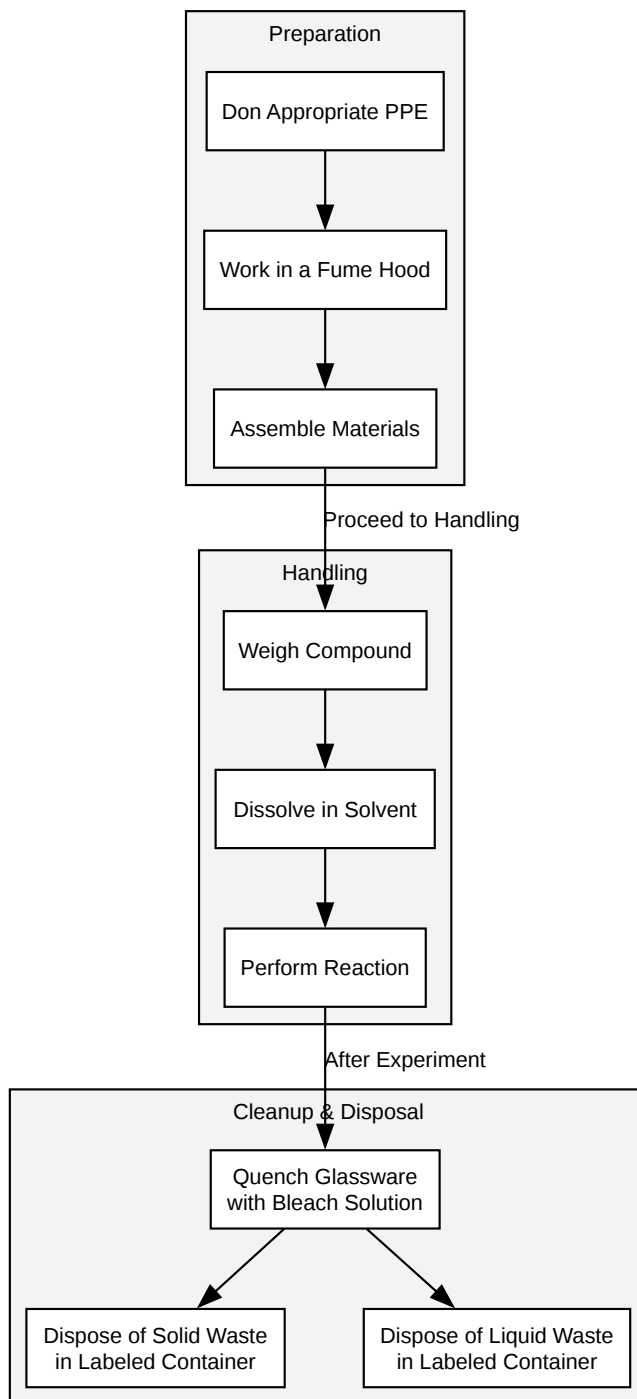 Preparation
Don Appropriate PPE
Work in a Fume Hood
Assemble Materials
Proceed to Handling
Handling
Weigh Compound
Dissolve in Solvent
Perform Reaction
After Experiment
Cleanup & Disposal
Quench Glassware
with Bleach Solution
Dispose of Solid Waste
in Labeled Container
Dispose of Liquid Waste
in Labeled Container